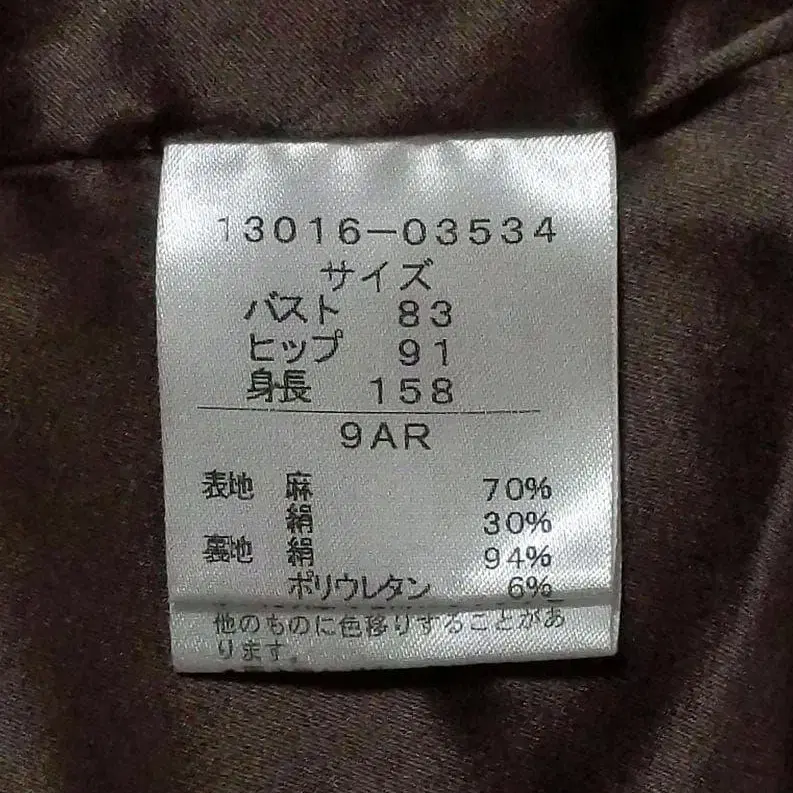 13016-03534
サイズ
バスト 83
ヒップ 91
身長 158
9AR
表地 麻 70%
絹 30%
裏地 絹 94%
ポリウレタン 6%
他のものに色移りすることがあ
ります。